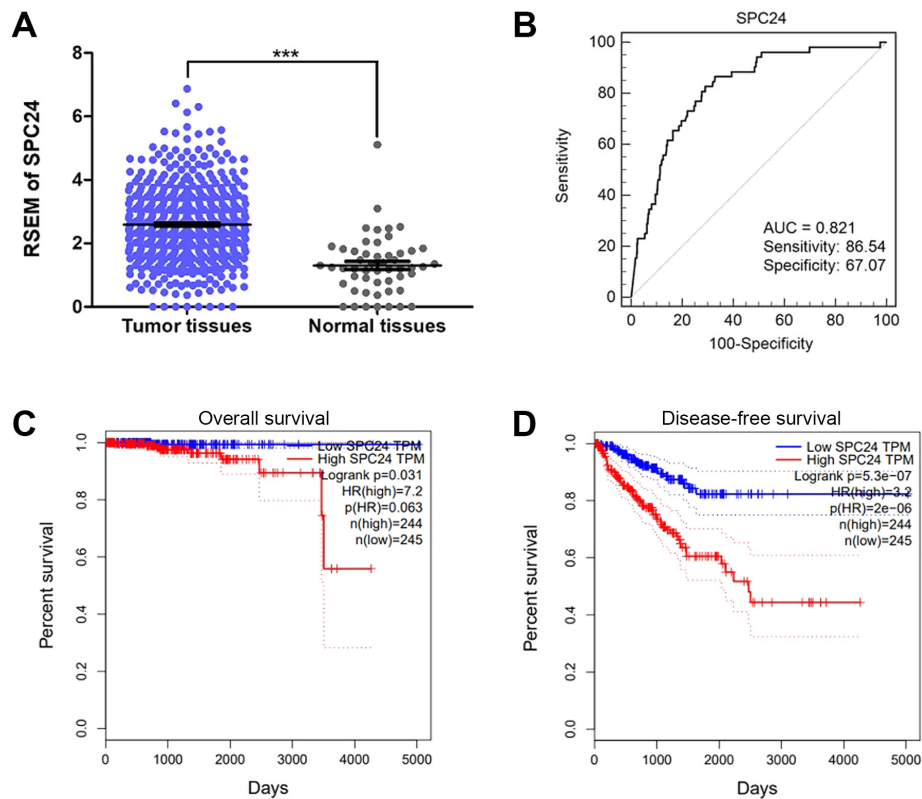 A
RSEM of SPC24
8
6
4
2
0
***
Tumor tissues
Normal tissues
B
SPC24
Sensitivity
100
80
60
40
20
0
AUC = 0.821
Sensitivity: 86.54
Specificity: 67.07
0 20 40 60 80 100
100-Specificity
C
Overall survival
Percent survival
1.0
0.8
0.6
0.4
0.2
0.0
Low SPC24 TPM
High SPC24 TPM
Logrank p=0.031
HR(high)=7.2
p(HR)=0.063
n(high)=244
n(low)=245
0 1000 2000 3000 4000 5000
Days
D
Disease-free survival
Percent survival
1.0
0.8
0.6
0.4
0.2
0.0
Low SPC24 TPM
High SPC24 TPM
Logrank p=5.3e−07
HR(high)=3.2
p(HR)=2e−06
n(high)=244
n(low)=245
0 1000 2000 3000 4000 5000
Days